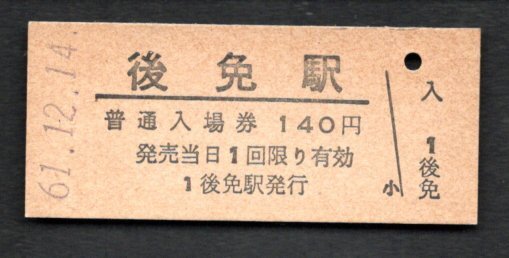 61.12.14.
後免駅
普通入場券 140円
発売当日1回限り有効
1後免駅発行
小
入
1
後免